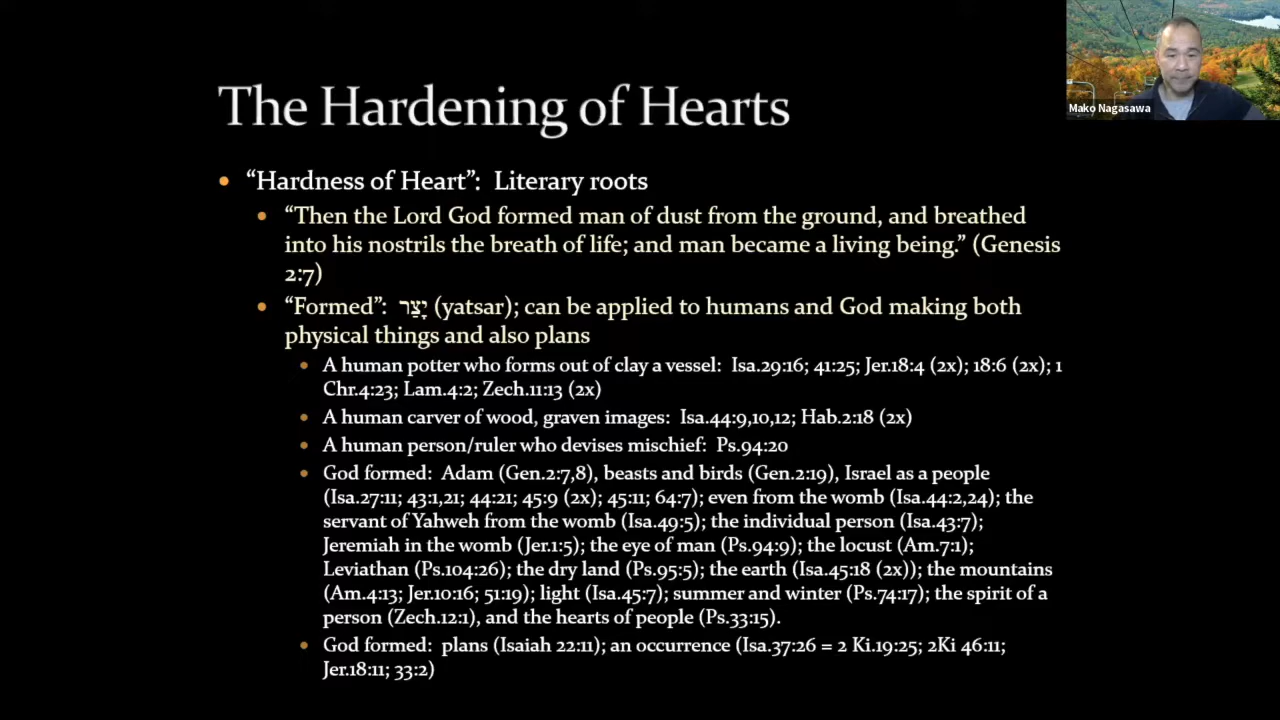 The Hardening of Hearts
Mako Nagasawa
• “Hardness of Heart”: Literary roots
• “Then the Lord God formed man of dust from the ground, and breathed
into his nostrils the breath of life; and man became a living being.” (Genesis
2:7)
• “Formed”: יָצַר (yatsar); can be applied to humans and God making both
physical things and also plans
• A human potter who forms out of clay a vessel: Isa.29:16; 41:25; Jer.18:4 (2x); 18:6 (2x); 1
Chr.4:23; Lam.4:2; Zech.11:13 (2x)
• A human carver of wood, graven images: Isa.44:9,10,12; Hab.2:18 (2x)
• A human person/ruler who devises mischief: Ps.94:20
• God formed: Adam (Gen.2:7,8), beasts and birds (Gen.2:19), Israel as a people
(Isa.27:11; 43:1,21; 44:21; 45:9 (2x); 45:11; 64:7); even from the womb (Isa.44:2,24); the
servant of Yahweh from the womb (Isa.49:5); the individual person (Isa.43:7);
Jeremiah in the womb (Jer.1:5); the eye of man (Ps.94:9); the locust (Am.7:1);
Leviathan (Ps.104:26); the dry land (Ps.95:5); the earth (Isa.45:18 (2x)); the mountains
(Am.4:13; Jer.10:16; 51:19); light (Isa.45:7); summer and winter (Ps.74:17); the spirit of a
person (Zech.12:1), and the hearts of people (Ps.33:15).
• God formed: plans (Isaiah 22:11); an occurrence (Isa.37:26 = 2 Ki.19:25; 2Ki 46:11;
Jer.18:11; 33:2)